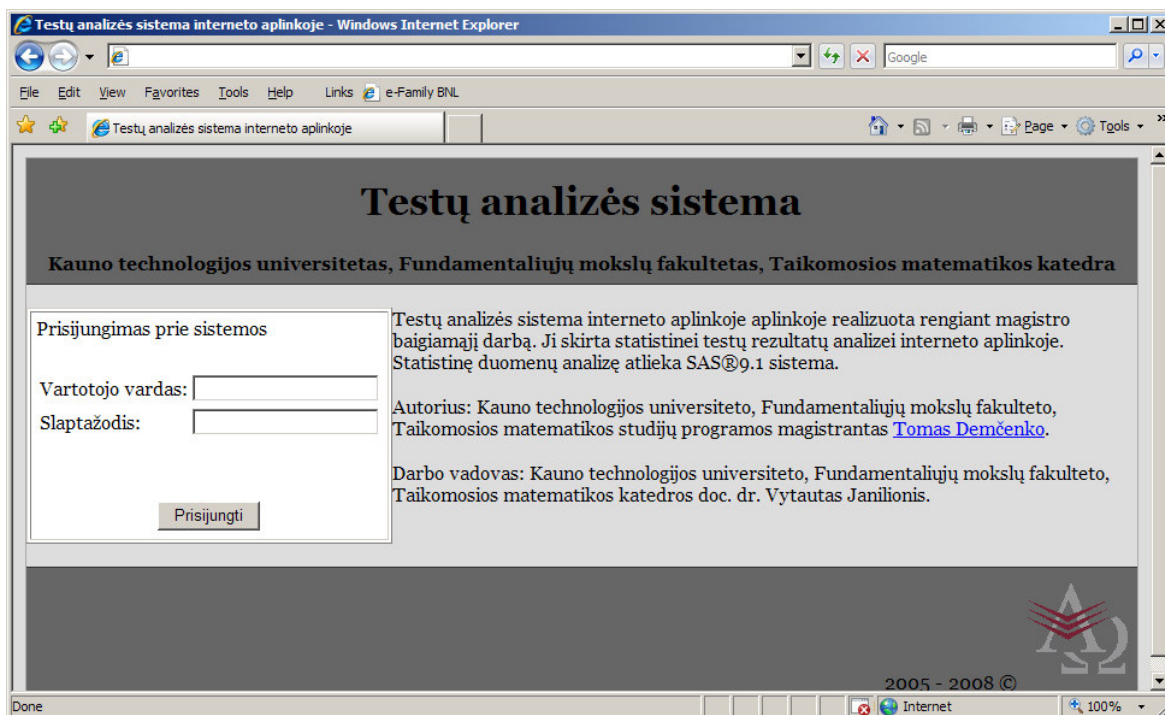 Testų analizės sistema interneto aplinkoje - Windows Internet Explorer
Google
File Edit View Favorites Tools Help Links e-Family BNL
Testų analizės sistema interneto aplinkoje
Page Tools
Testų analizės sistema
Kauno technologijos universitetas, Fundamentaliųjų mokslų fakultetas, Taikomosios matematikos katedra
Prisijungimas prie sistemos
Vartotojo vardas:
Slaptažodis:
Prisijungti
Testų analizės sistema interneto aplinkoje aplinkoje realizuota rengiant magistro
baigiamąjį darbą. Ji skirta statistinei testų rezultatų analizei interneto aplinkoje.
Statistinę duomenų analizę atlieka SAS®9.1 sistema.
Autorius: Kauno technologijos universiteto, Fundamentaliųjų mokslų fakulteto,
Taikomosios matematikos studijų programos magistrantas Tomas Demčenko.
Darbo vadovas: Kauno technologijos universiteto, Fundamentaliųjų mokslų fakulteto,
Taikomosios matematikos katedros doc. dr. Vytautas Janilionis.
ΑΩ
2005 - 2008 ©
Done Internet 100%